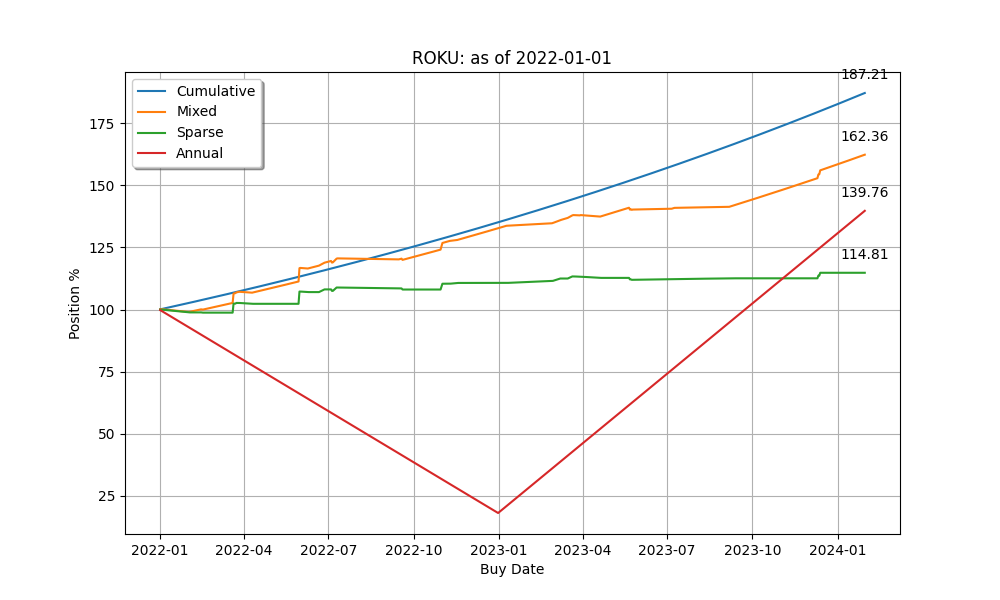 ROKU: as of 2022-01-01
187.21
Cumulative
Mixed
Sparse
Annual
162.36
139.76
114.81
175
150
125
100
75
50
25
Position %
2022-01 2022-04 2022-07 2022-10 2023-01 2023-04 2023-07 2023-10 2024-01
Buy Date